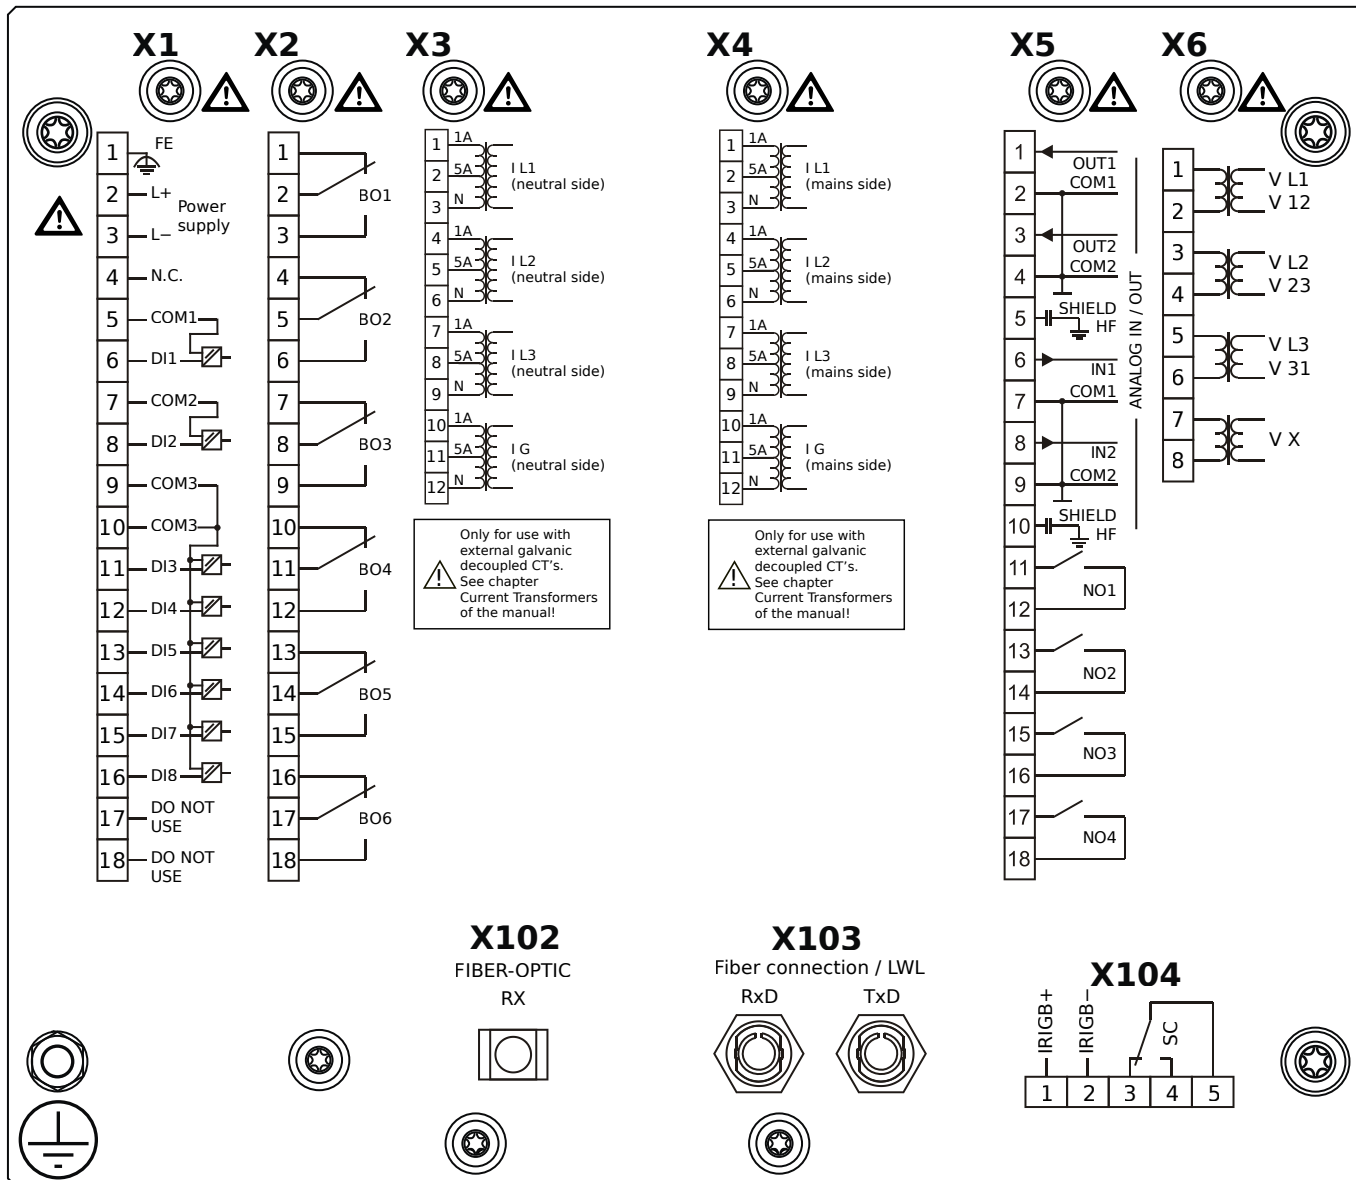 X1
1
FE
2
L+
Power
supply
3
L−
4
N.C.
5
COM1
6
DI1
7
COM2
8
DI2
9
COM3
10
COM3
11
DI3
12
DI4
13
DI5
14
DI6
15
DI7
16
DI8
17
DO NOT
USE
18
DO NOT
USE
X2
1
2
BO1
3
4
5
BO2
6
7
8
BO3
9
10
11
BO4
12
13
14
BO5
15
16
17
BO6
18
X3
1
1A
2
5A
I L1
(neutral side)
3
N
4
1A
5
5A
I L2
(neutral side)
6
N
7
1A
8
5A
I L3
(neutral side)
9
N
10
1A
11
5A
I G
(neutral side)
12
N
Only for use with
external galvanic
decoupled CT's.
See chapter
Current Transformers
of the manual!
X4
1
1A
2
5A
I L1
(mains side)
3
N
4
1A
5
5A
I L2
(mains side)
6
N
7
1A
8
5A
I L3
(mains side)
9
N
10
1A
11
5A
I G
(mains side)
12
N
Only for use with
external galvanic
decoupled CT's.
See chapter
Current Transformers
of the manual!
X5
1
OUT1
2
COM1
3
OUT2
4
COM2
5
SHIELD
HF
6
IN1
7
COM1
8
IN2
9
COM2
10
SHIELD
HF
ANALOG IN / OUT
11
NO1
12
13
NO2
14
15
NO3
16
17
NO4
18
X6
1
V L1
V 12
2
3
V L2
V 23
4
5
V L3
V 31
6
7
V X
8
X102
FIBER-OPTIC
RX
X103
Fiber connection / LWL
RxD TxD
X104
IRIGB+
IRIGB−
SC
1 2 3 4 5